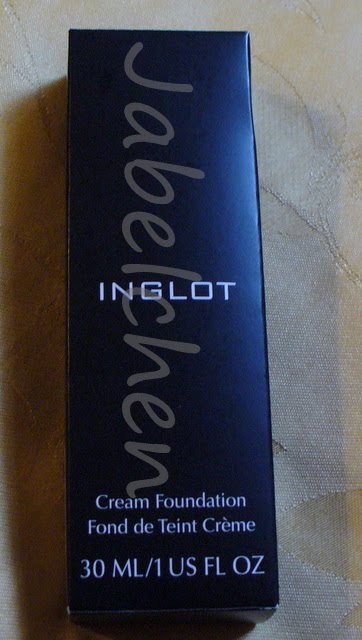 Jabelchen
INGLOT
Cream Foundation
Fond de Teint Crème
30 ML/1 US FL OZ